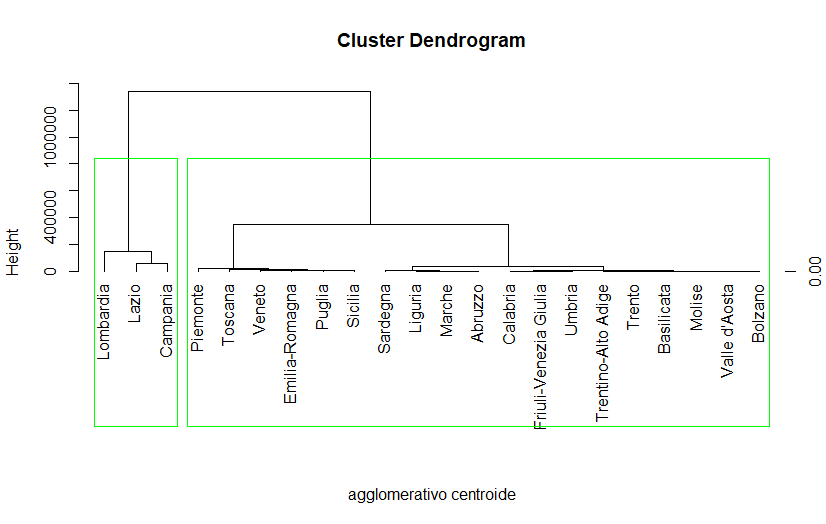 Cluster Dendrogram
Height
0
400000
1000000
0.00
Lombardia
Lazio
Campania
Piemonte
Toscana
Veneto
Emilia-Romagna
Puglia
Sicilia
Sardegna
Liguria
Marche
Abruzzo
Calabria
Friuli-Venezia Giulia
Umbria
Trentino-Alto Adige
Trento
Basilicata
Molise
Valle d'Aosta
Bolzano
agglomerativo centroide